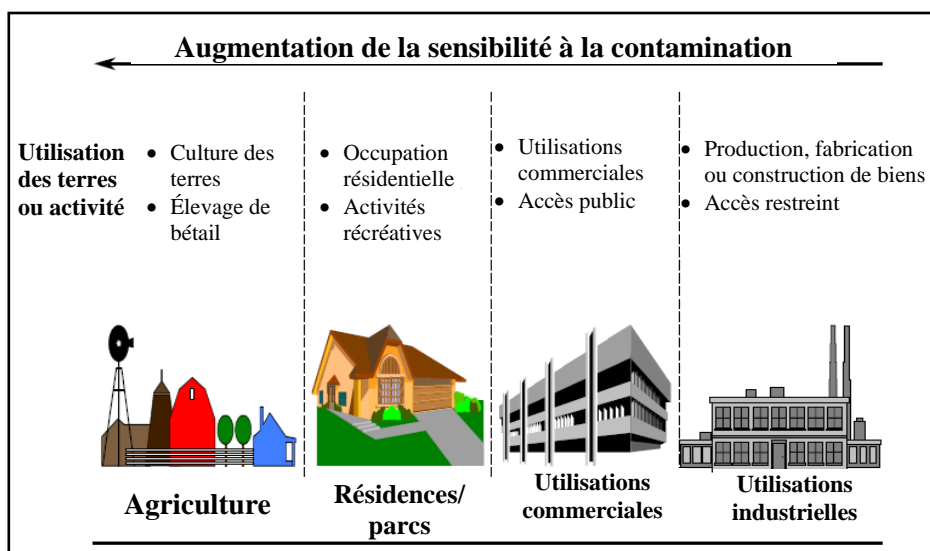 Augmentation de la sensibilité à la contamination
Utilisation
des terres
ou activité
• Culture des
terres
• Élevage de
bétail
• Occupation
résidentielle
• Activités
récréatives
• Utilisations
commerciales
• Accès public
• Production, fabrication
ou construction de biens
• Accès restreint
Agriculture
Résidences/
parcs
Utilisations
commerciales
Utilisations
industrielles